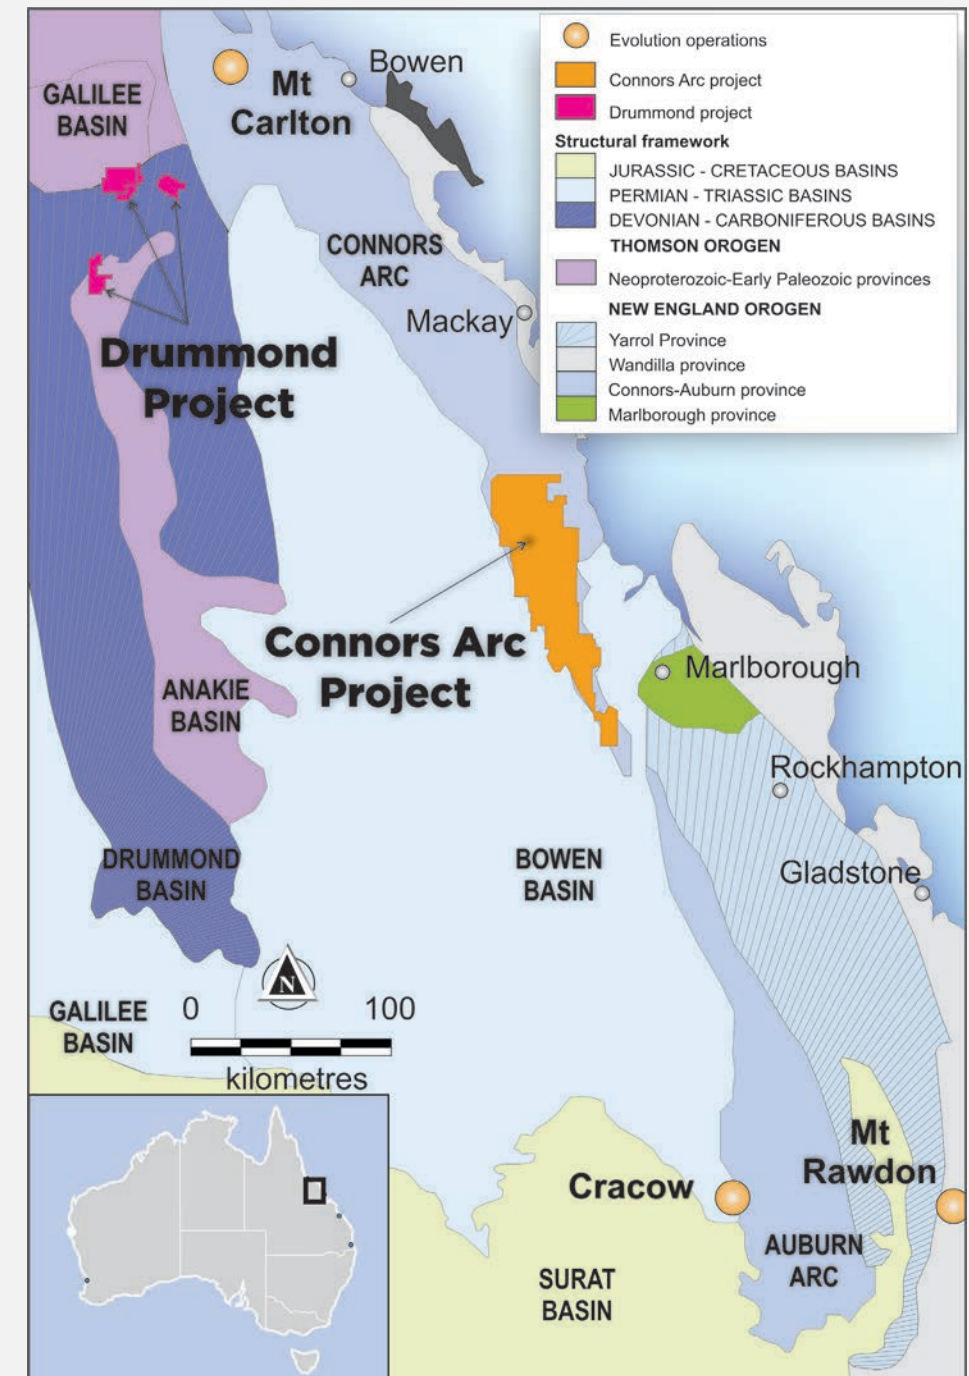 Evolution operations
Connors Arc project
Drummond project
Structural framework
JURASSIC - CRETACEOUS BASINS
PERMIAN - TRIASSIC BASINS
DEVONIAN - CARBONIFEROUS BASINS
THOMSON OROGEN
Neoproterozoic-Early Paleozoic provinces
NEW ENGLAND OROGEN
Yarrol Province
Wandilla province
Connors-Auburn province
Marlborough province
Bowen
Mt
Carlton
GALILEE
BASIN
CONNORS
ARC
Mackay
Drummond
Project
Connors Arc
Project
Marlborough
ANAKIE
BASIN
Rockhampton
DRUMMOND
BASIN
BOWEN
BASIN
Gladstone
N
GALILEE
BASIN
0 100
kilometres
Mt
Rawdon
Cracow
AUBURN
ARC
SURAT
BASIN